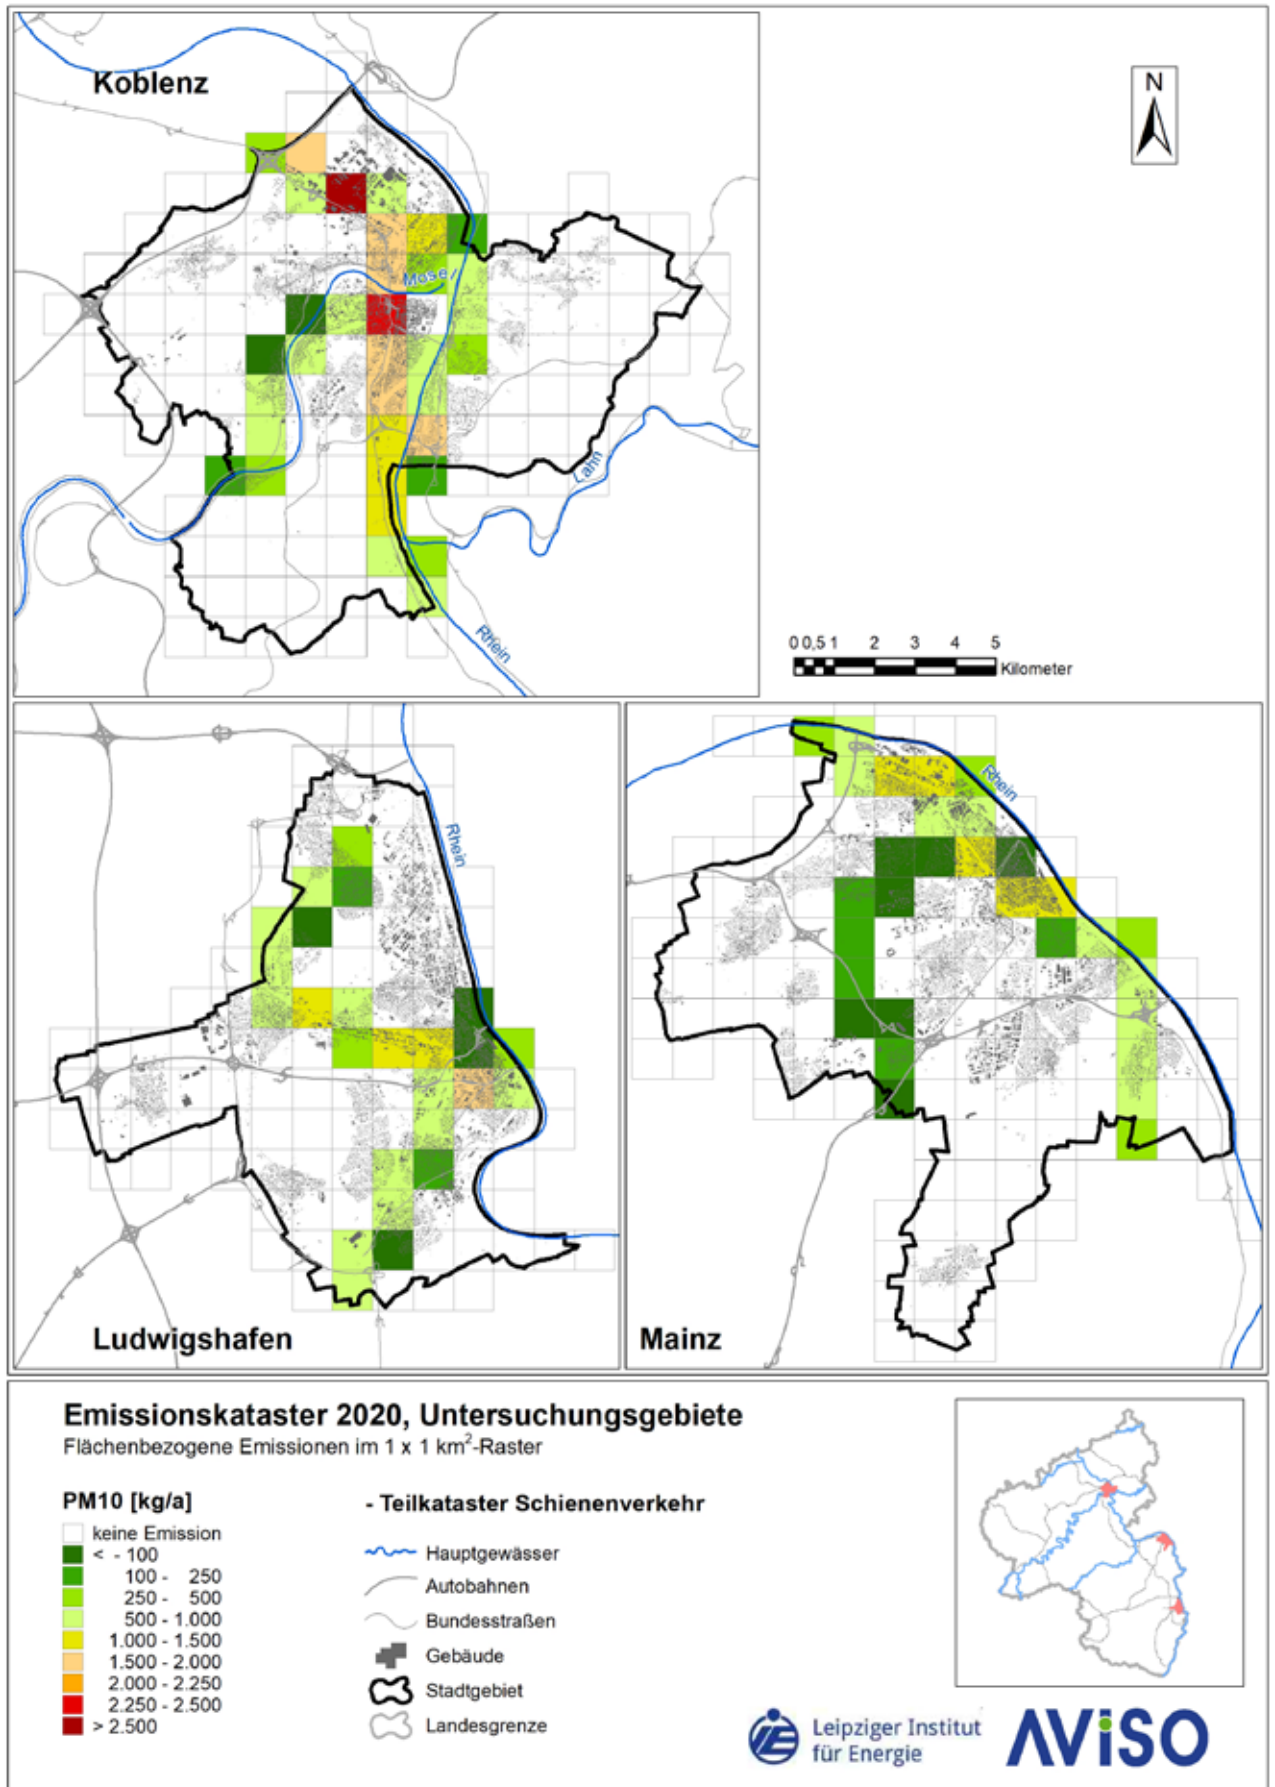 Koblenz
N
Mosel
Lahn
Rhein
0 0,5 1 2 3 4 5
Kilometer
Rhein
Ludwigshafen
Rhein
Mainz
Emissionskataster 2020, Untersuchungsgebiete
Flächenbezogene Emissionen im 1 x 1 km²-Raster
PM10 [kg/a]
keine Emission
< - 100
100 - 250
250 - 500
500 - 1.000
1.000 - 1.500
1.500 - 2.000
2.000 - 2.250
2.250 - 2.500
> 2.500
- Teilkataster Schienenverkehr
Hauptgewässer
Autobahnen
Bundesstraßen
Gebäude
Stadtgebiet
Landesgrenze
Leipziger Institut
für Energie
AViSO